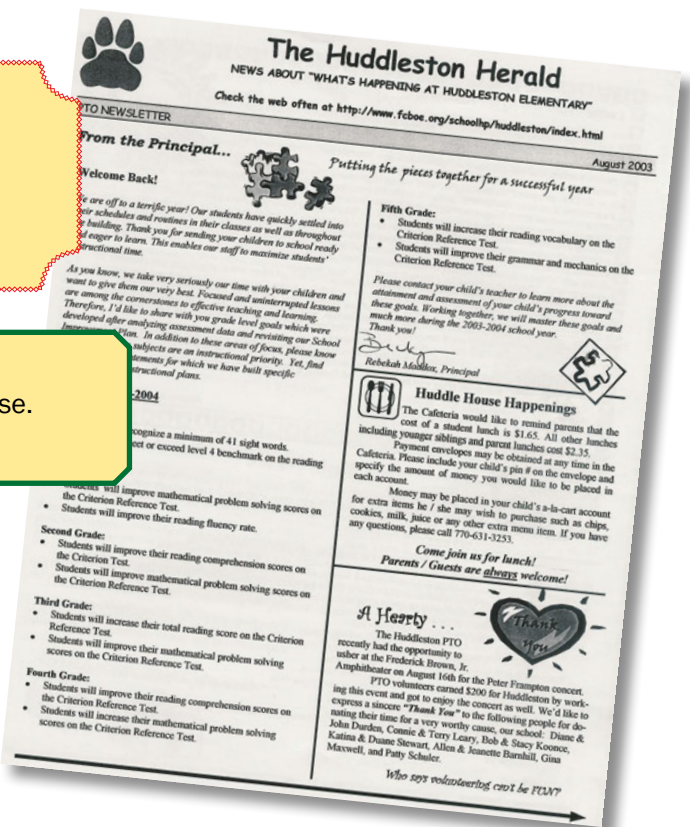 The Huddleston Herald
NEWS ABOUT "WHAT'S HAPPENING AT HUDDLESTON ELEMENTARY"
Check the web often at http://www.fcboe.org/schoolhp/huddleston/index.html
PTO NEWSLETTER
August 2003
From the Principal...
Putting the pieces together for a successful year
Welcome Back!
are off to a terrific year! Our students have quickly settled into
schedules and routines in their classes as well as throughout
building. Thank you for sending your children to school ready
eager to learn. This enables our staff to maximize students'
time.
As you know, we take very seriously our time with your children and
want to give them our very best. Focused and uninterrupted lessons
are among the cornerstones to effective teaching and learning.
Therefore, I'd like to share with you grade level goals which were
developed after analyzing assessment data and revisiting our School
Plan. In addition to these areas of focus, please know
subjects are an instructional priority. Yet, find
for which we have built specific
plans.
-2004
se.
a minimum of 41 sight words.
or exceed level 4 benchmark on the reading
Students will improve mathematical problem solving scores on
the Criterion Reference Test.
• Students will improve their reading fluency rate.
Second Grade:
• Students will improve their reading comprehension scores on
the Criterion Test.
• Students will improve mathematical problem solving scores on
the Criterion Reference Test.
Third Grade:
• Students will increase their total reading score on the Criterion
Reference Test.
• Students will improve their mathematical problem solving
scores on the Criterion Reference Test.
Fourth Grade:
• Students will improve their reading comprehension scores on
the Criterion Reference Test.
• Students will increase their mathematical problem solving
scores on the Criterion Reference Test.
Fifth Grade:
• Students will increase their reading vocabulary on the
Criterion Reference Test.
• Students will improve their grammar and mechanics on the
Criterion Reference Test.
Please contact your child's teacher to learn more about the
attainment and assessment of your child's progress toward
these goals. Working together, we will master these goals and
much more during the 2003-2004 school year.
Thank you!
Becky
Rebekah Maddox, Principal
Huddle House Happenings
The Cafeteria would like to remind parents that the
cost of a student lunch is $1.65. All other lunches
including younger siblings and parent lunches cost $2.35.
Payment envelopes may be obtained at any time in the
Cafeteria. Please include your child's pin # on the envelope and
specify the amount of money you would like to be placed in
each account.
Money may be placed in your child's a-la-cart account
for extra items he / she may wish to purchase such as chips,
cookies, milk, juice or any other extra menu item. If you have
any questions, please call 770-631-3253.
Come join us for lunch!
Parents / Guests are always welcome!
A Hearty . . .
Thank
You
The Huddleston PTO
recently had the opportunity to
usher at the Frederick Brown, Jr.
Amphitheater on August 16th for the Peter Frampton concert.
PTO volunteers earned $200 for Huddleston by work-
ing this event and got to enjoy the concert as well. We'd like to
express a sincere "Thank You" to the following people for do-
nating their time for a very worthy cause, our school: Diane &
John Durden, Connie & Terry Leary, Bob & Stacy Koonce,
Katina & Duane Stewart, Allen & Jeanette Barnhill, Gina
Maxwell, and Patty Schuler.
Who says volunteering can't be FUN?